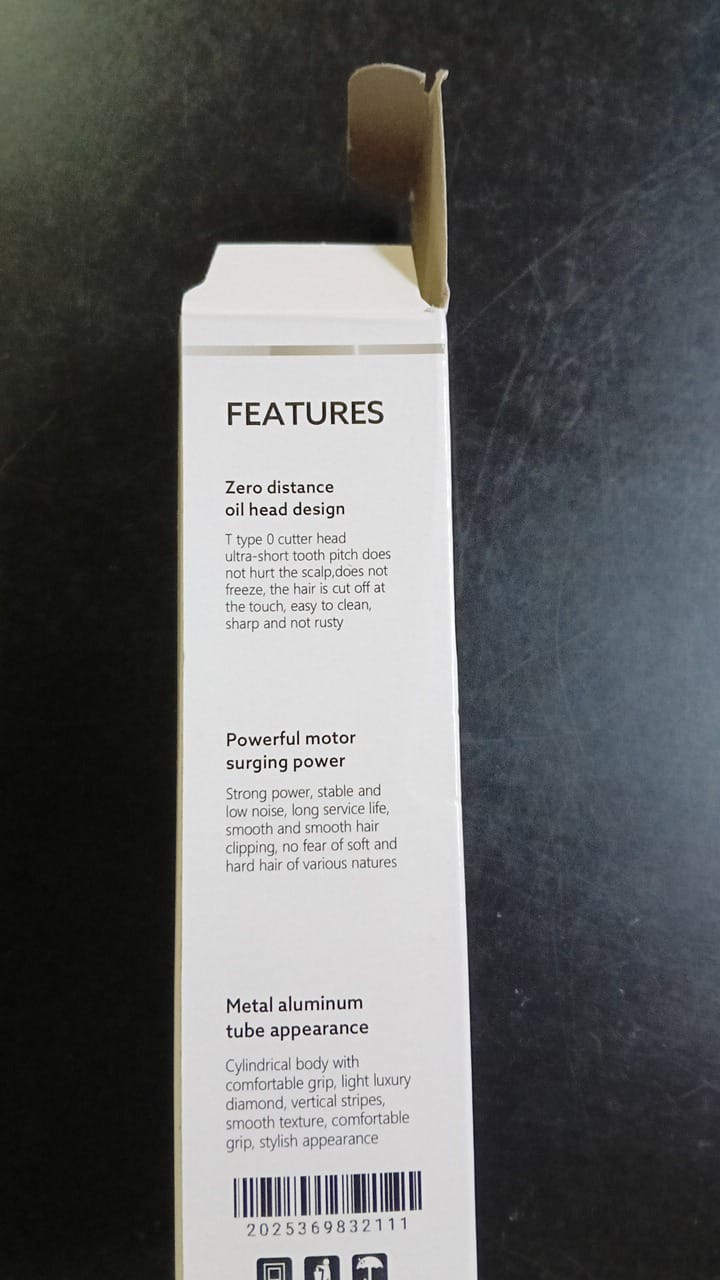 FEATURES
Zero distance
oil head design
T type 0 cutter head
ultra-short tooth pitch does
not hurt the scalp,does not
freeze, the hair is cut off at
the touch, easy to clean,
sharp and not rusty
Powerful motor
surging power
Strong power, stable and
low noise, long service life,
smooth and smooth hair
clipping, no fear of soft and
hard hair of various natures
Metal aluminum
tube appearance
Cylindrical body with
comfortable grip, light luxury
diamond, vertical stripes,
smooth texture, comfortable
grip, stylish appearance
2025369832111